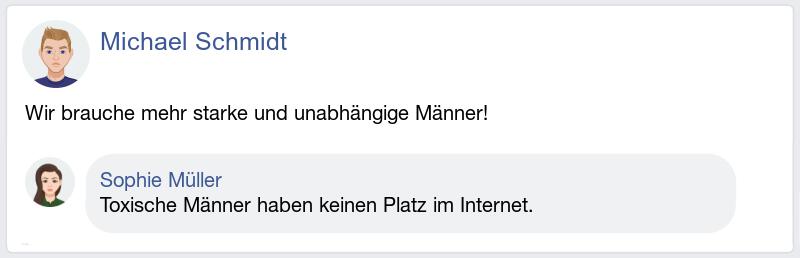 Michael Schmidt
Wir brauche mehr starke und unabhängige Männer!
Sophie Müller
Toxische Männer haben keinen Platz im Internet.